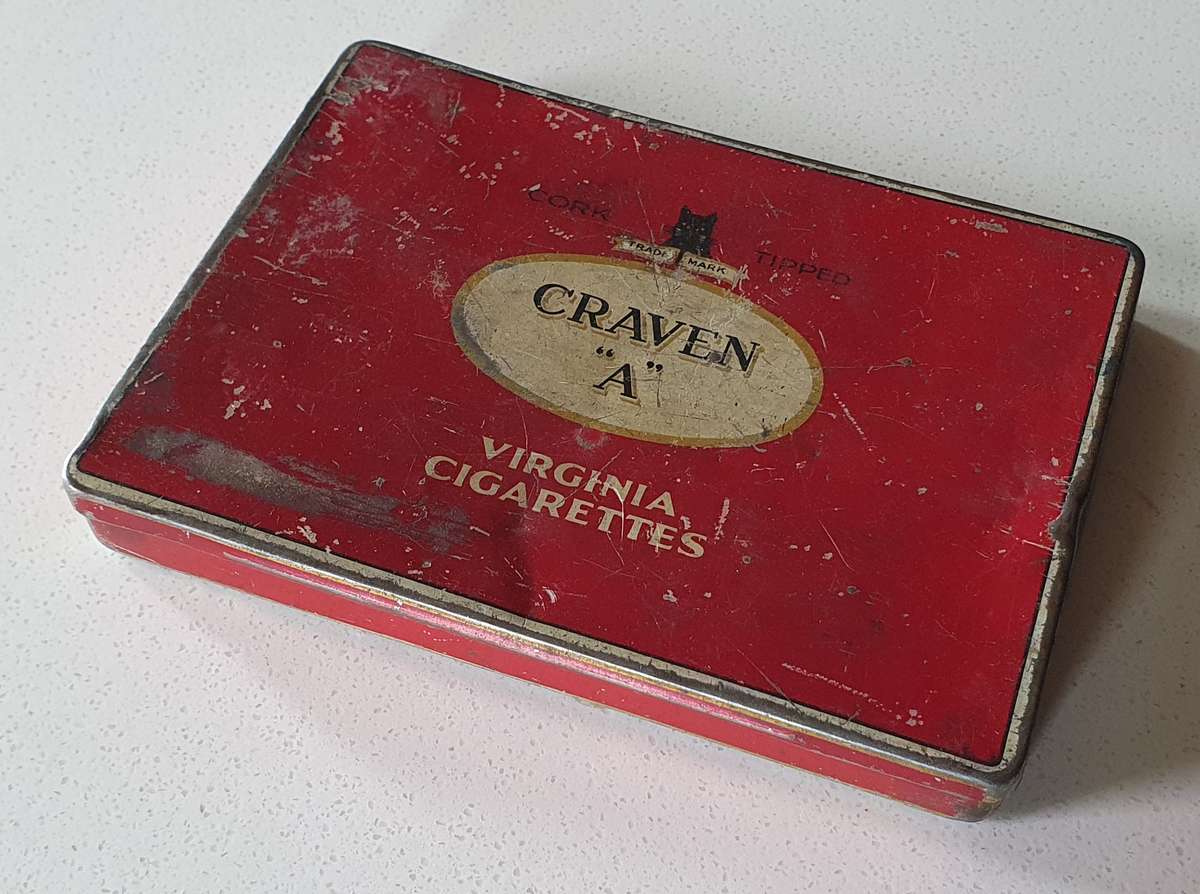 CORK TIPPED
TRADE MARK
CRAVEN
"A"
VIRGINIA
CIGARETTES